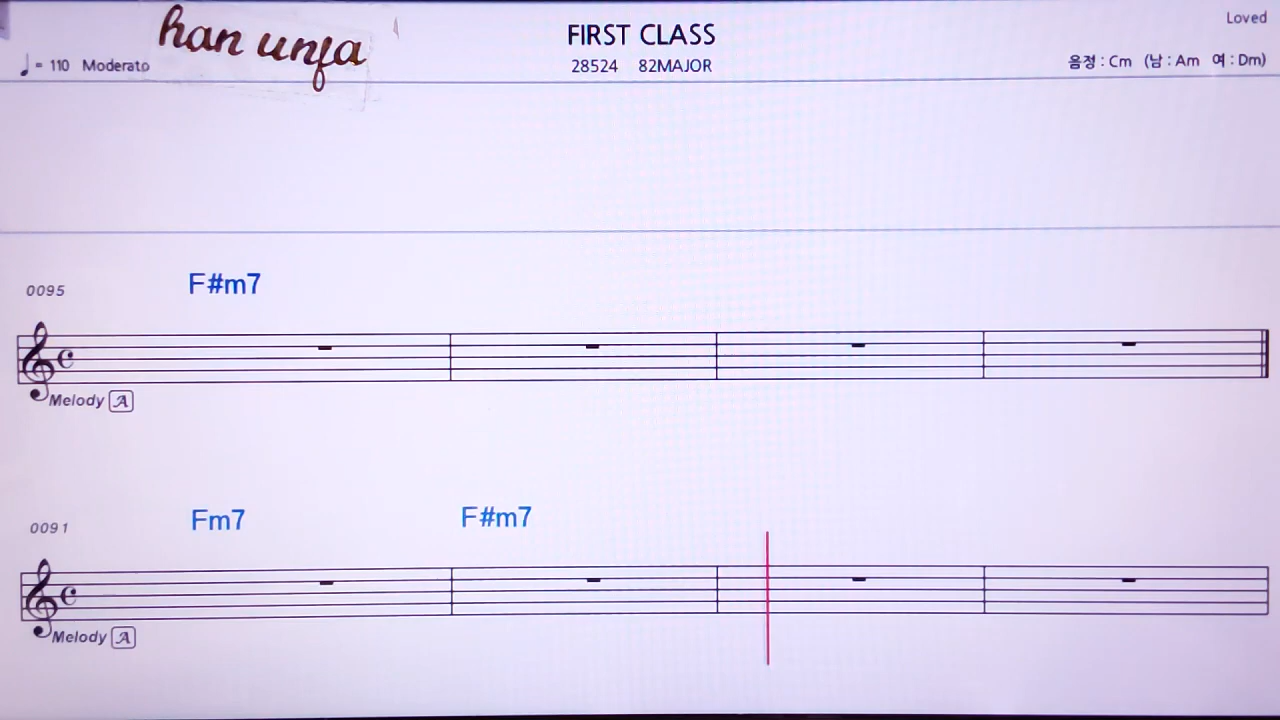 han unfa
FIRST CLASS
Loved
♩ = 110 Moderato
28524 82MAJOR
음정 : Cm (남 : Am 여 : Dm)
0095
F#m7
Melody A
0091
Fm7 F#m7
Melody A